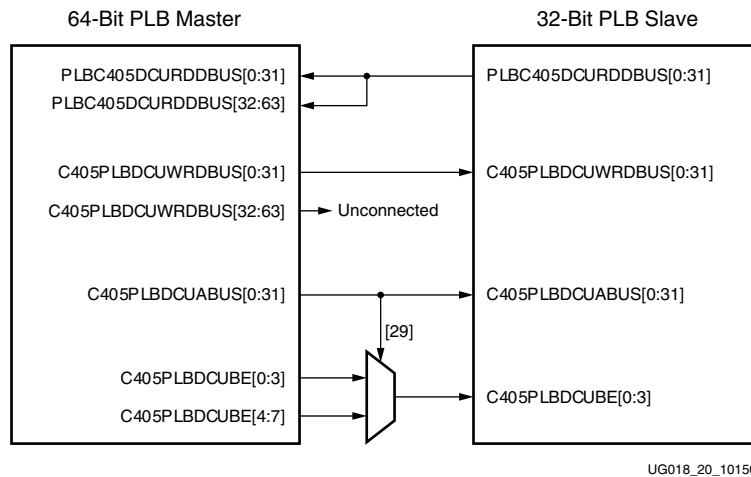 64-Bit PLB Master
32-Bit PLB Slave
PLBC405DCURDDBUS[0:31]
PLBC405DCURDDBUS[0:31]
PLBC405DCURDDBUS[32:63]
C405PLBDCUWRDBUS[0:31]
C405PLBDCUWRDBUS[0:31]
C405PLBDCUWRDBUS[32:63]
Unconnected
C405PLBDCUABUS[0:31]
C405PLBDCUABUS[0:31]
[29]
C405PLBDCUBE[0:3]
C405PLBDCUBE[0:3]
C405PLBDCUBE[4:7]